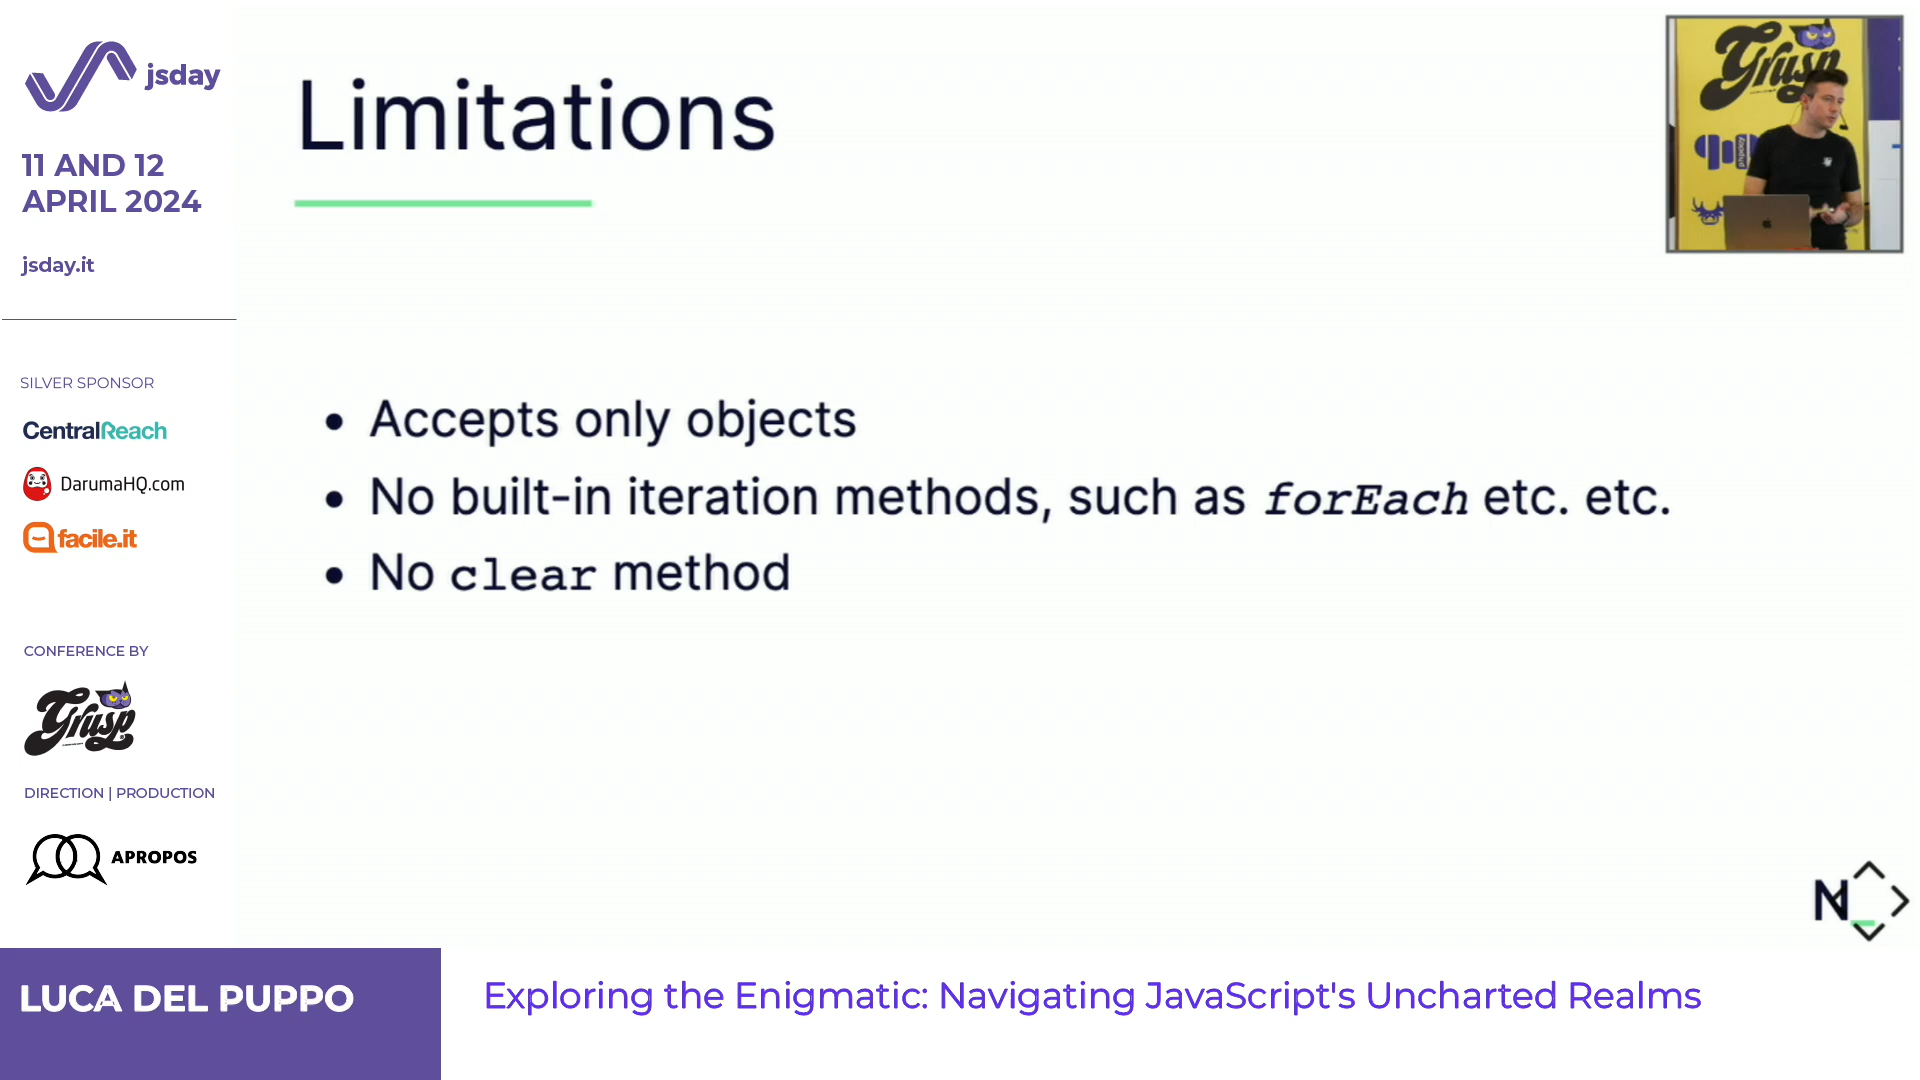 jsday
11 AND 12
APRIL 2024
jsday.it
SILVER SPONSOR
CentralReach
DarumaHQ.com
facile.it
CONFERENCE BY
Grusp
DIRECTION | PRODUCTION
APROPOS
Limitations
• Accepts only objects
• No built-in iteration methods, such as forEach etc. etc.
• No clear method
Grusp
N
LUCA DEL PUPPO
Exploring the Enigmatic: Navigating JavaScript's Uncharted Realms